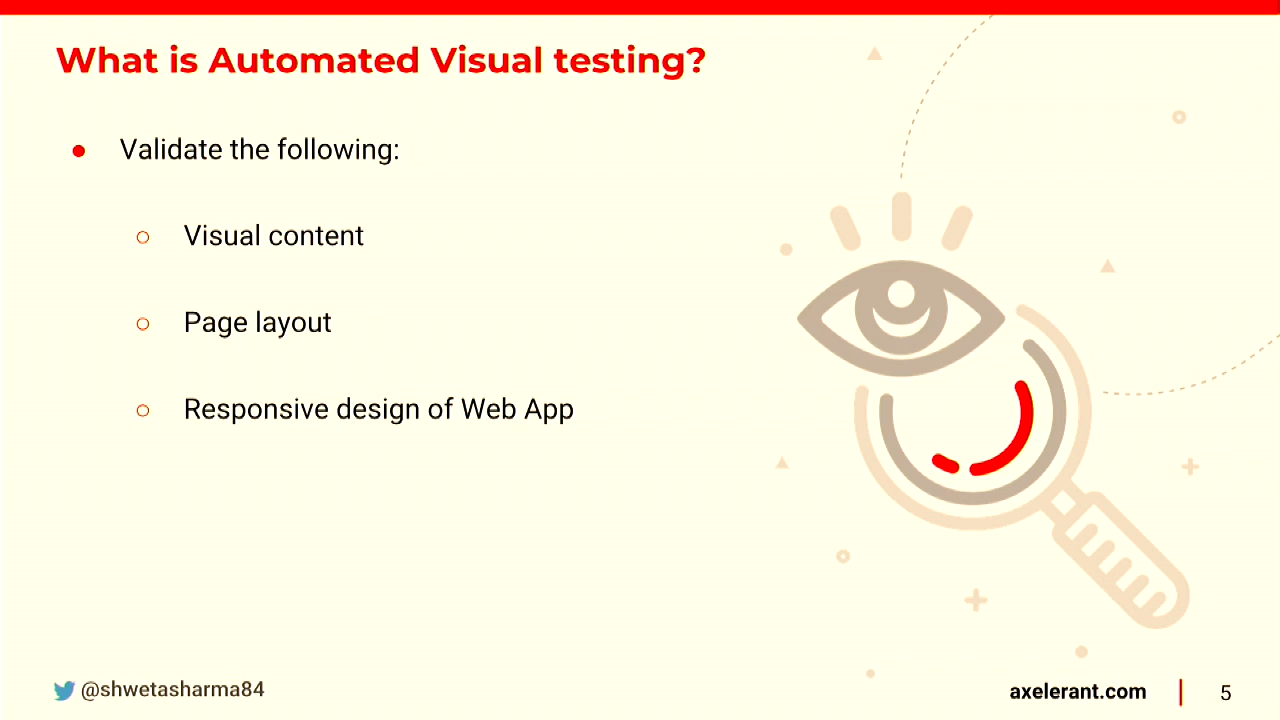 What is Automated Visual testing?
● Validate the following:
○ Visual content
○ Page layout
○ Responsive design of Web App
@shwetasharma84
axelerant.com | 5